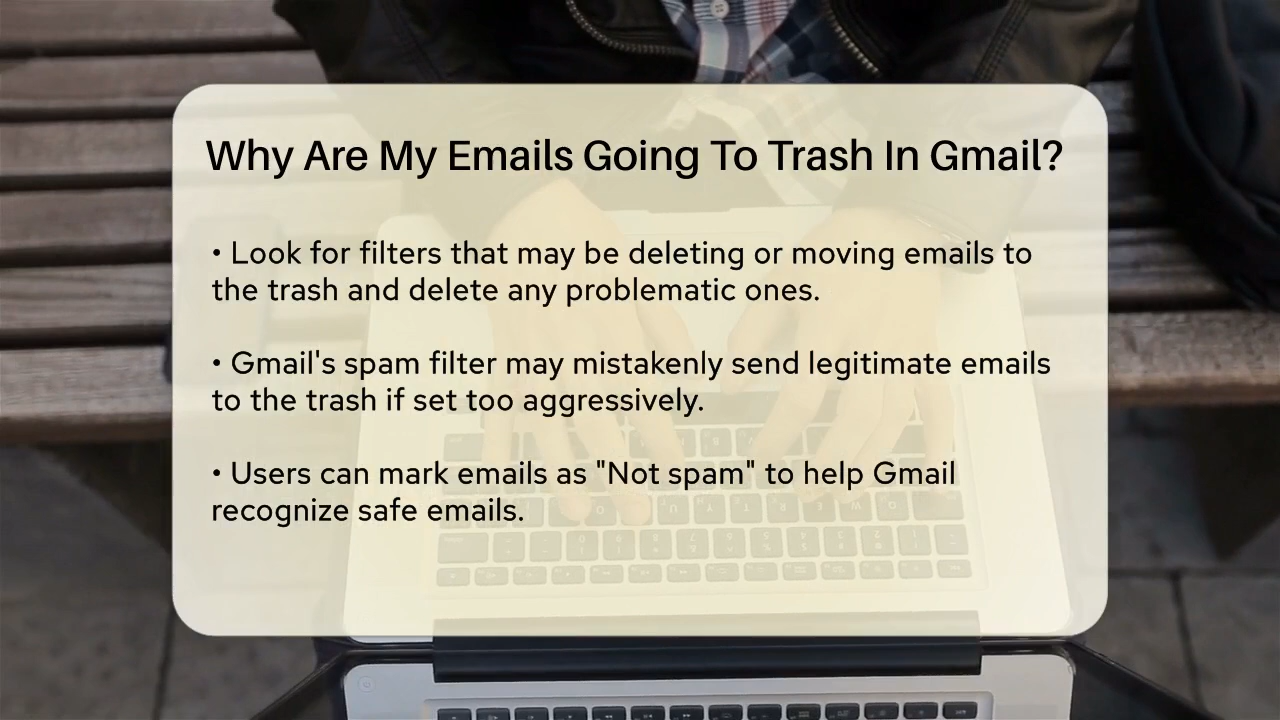 Why Are My Emails Going To Trash In Gmail?
• Look for filters that may be deleting or moving emails to
the trash and delete any problematic ones.
• Gmail's spam filter may mistakenly send legitimate emails
to the trash if set too aggressively.
• Users can mark emails as "Not spam" to help Gmail
recognize safe emails.